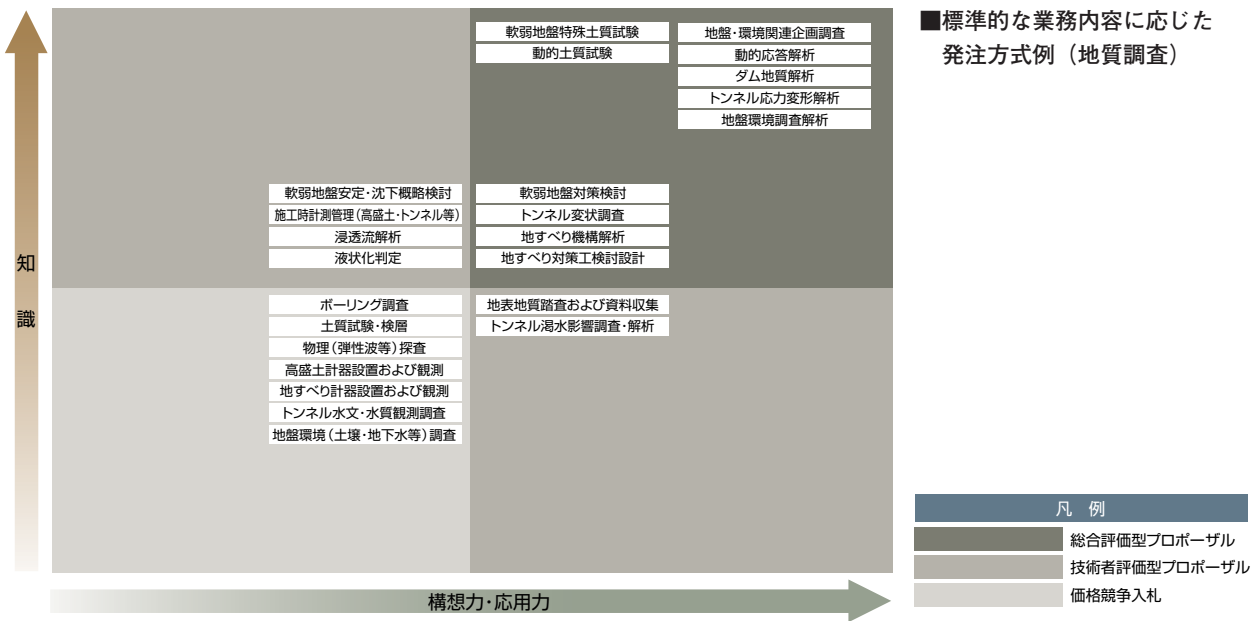 ■標準的な業務内容に応じた
発注方式例（地質調査）
知
識
軟弱地盤特殊土質試験
動的土質試験
地盤・環境関連企画調査
動的応答解析
ダム地質解析
トンネル応力変形解析
地盤環境調査解析
軟弱地盤安定・沈下概略検討
施工時計測管理（高盛土・トンネル等）
浸透流解析
液状化判定
軟弱地盤対策検討
トンネル変状調査
地すべり機構解析
地すべり対策工検討設計
ボーリング調査
土質試験・検層
物理（弾性波等）探査
高盛土計器設置および観測
地すべり計器設置および観測
トンネル水文・水質観測調査
地盤環境（土壌・地下水等）調査
地表地質踏査および資料収集
トンネル渇水影響調査・解析
構想力・応用力
凡 例
総合評価型プロポーザル
技術者評価型プロポーザル
価格競争入札